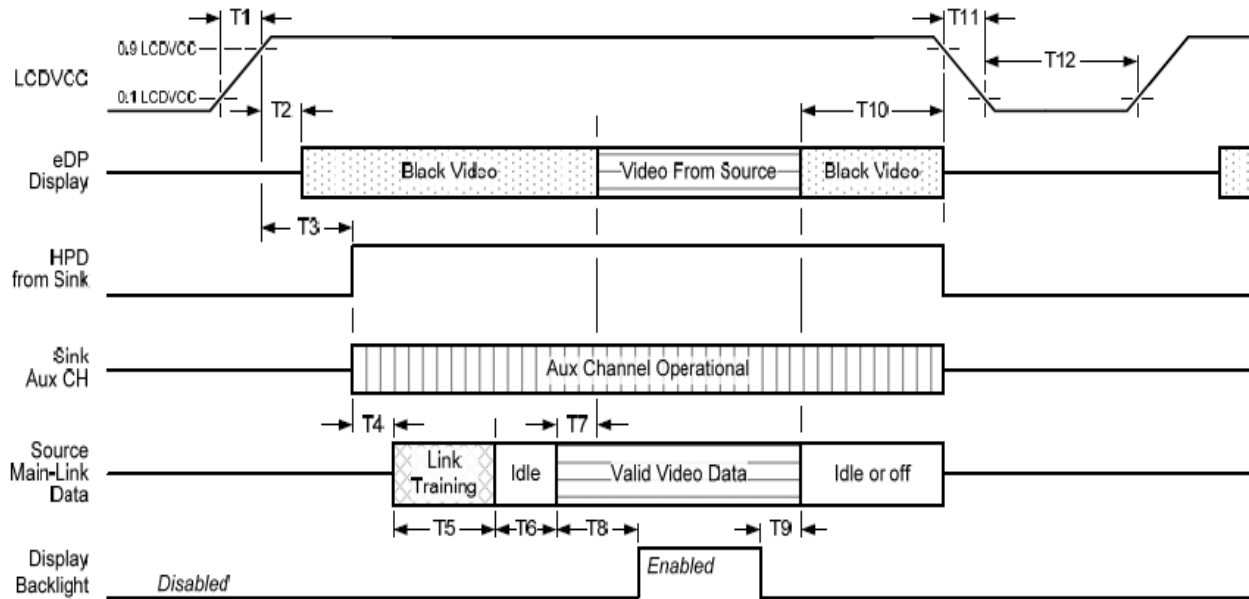 T1
T11
0.9 LCDVCC
LCDVCC
T12
0.1 LCDVCC
T2
T10
eDP
Display
Black Video
Video From Source
Black Video
T3
HPD
from Sink
Sink
Aux CH
Aux Channel Operational
T4
T7
Source
Main-Link
Data
Link
Training
Idle
Valid Video Data
Idle or off
T5
T6
T8
T9
Display
Backlight
Disabled
Enabled